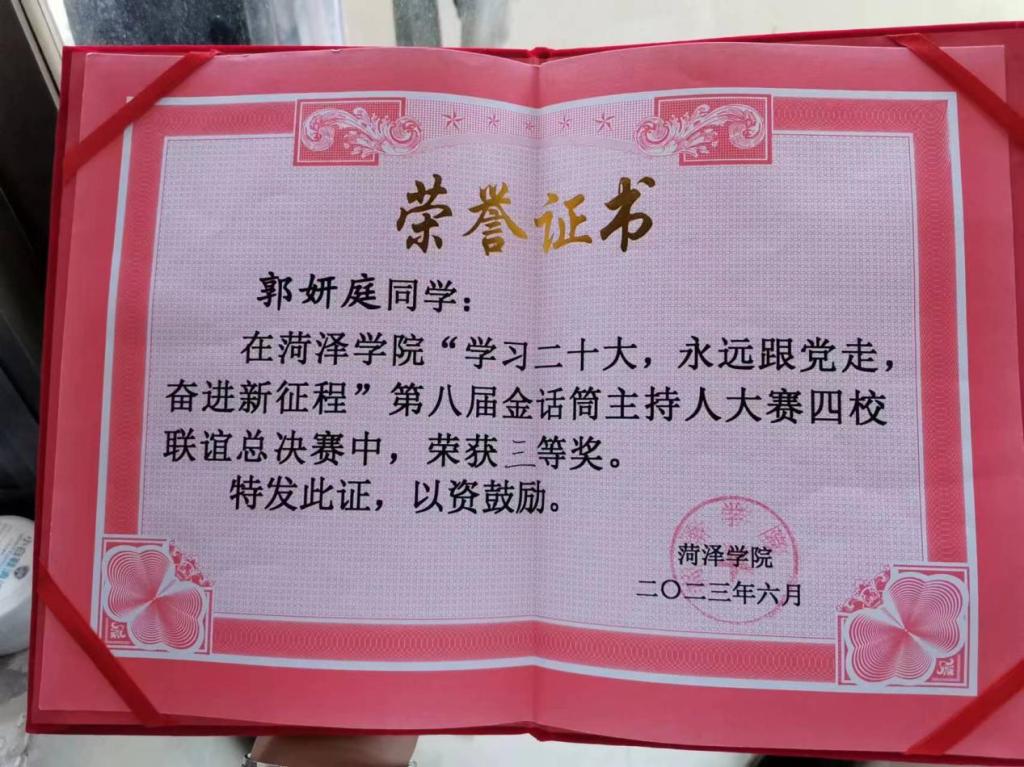 荣誉证书
郭妍庭同学：
在菏泽学院“学习二十大，永远跟党走，
奋进新征程”第八届金话筒主持人大赛四校
联谊总决赛中，荣获三等奖。
特发此证，以资鼓励。
菏泽学院
二〇二三年六月